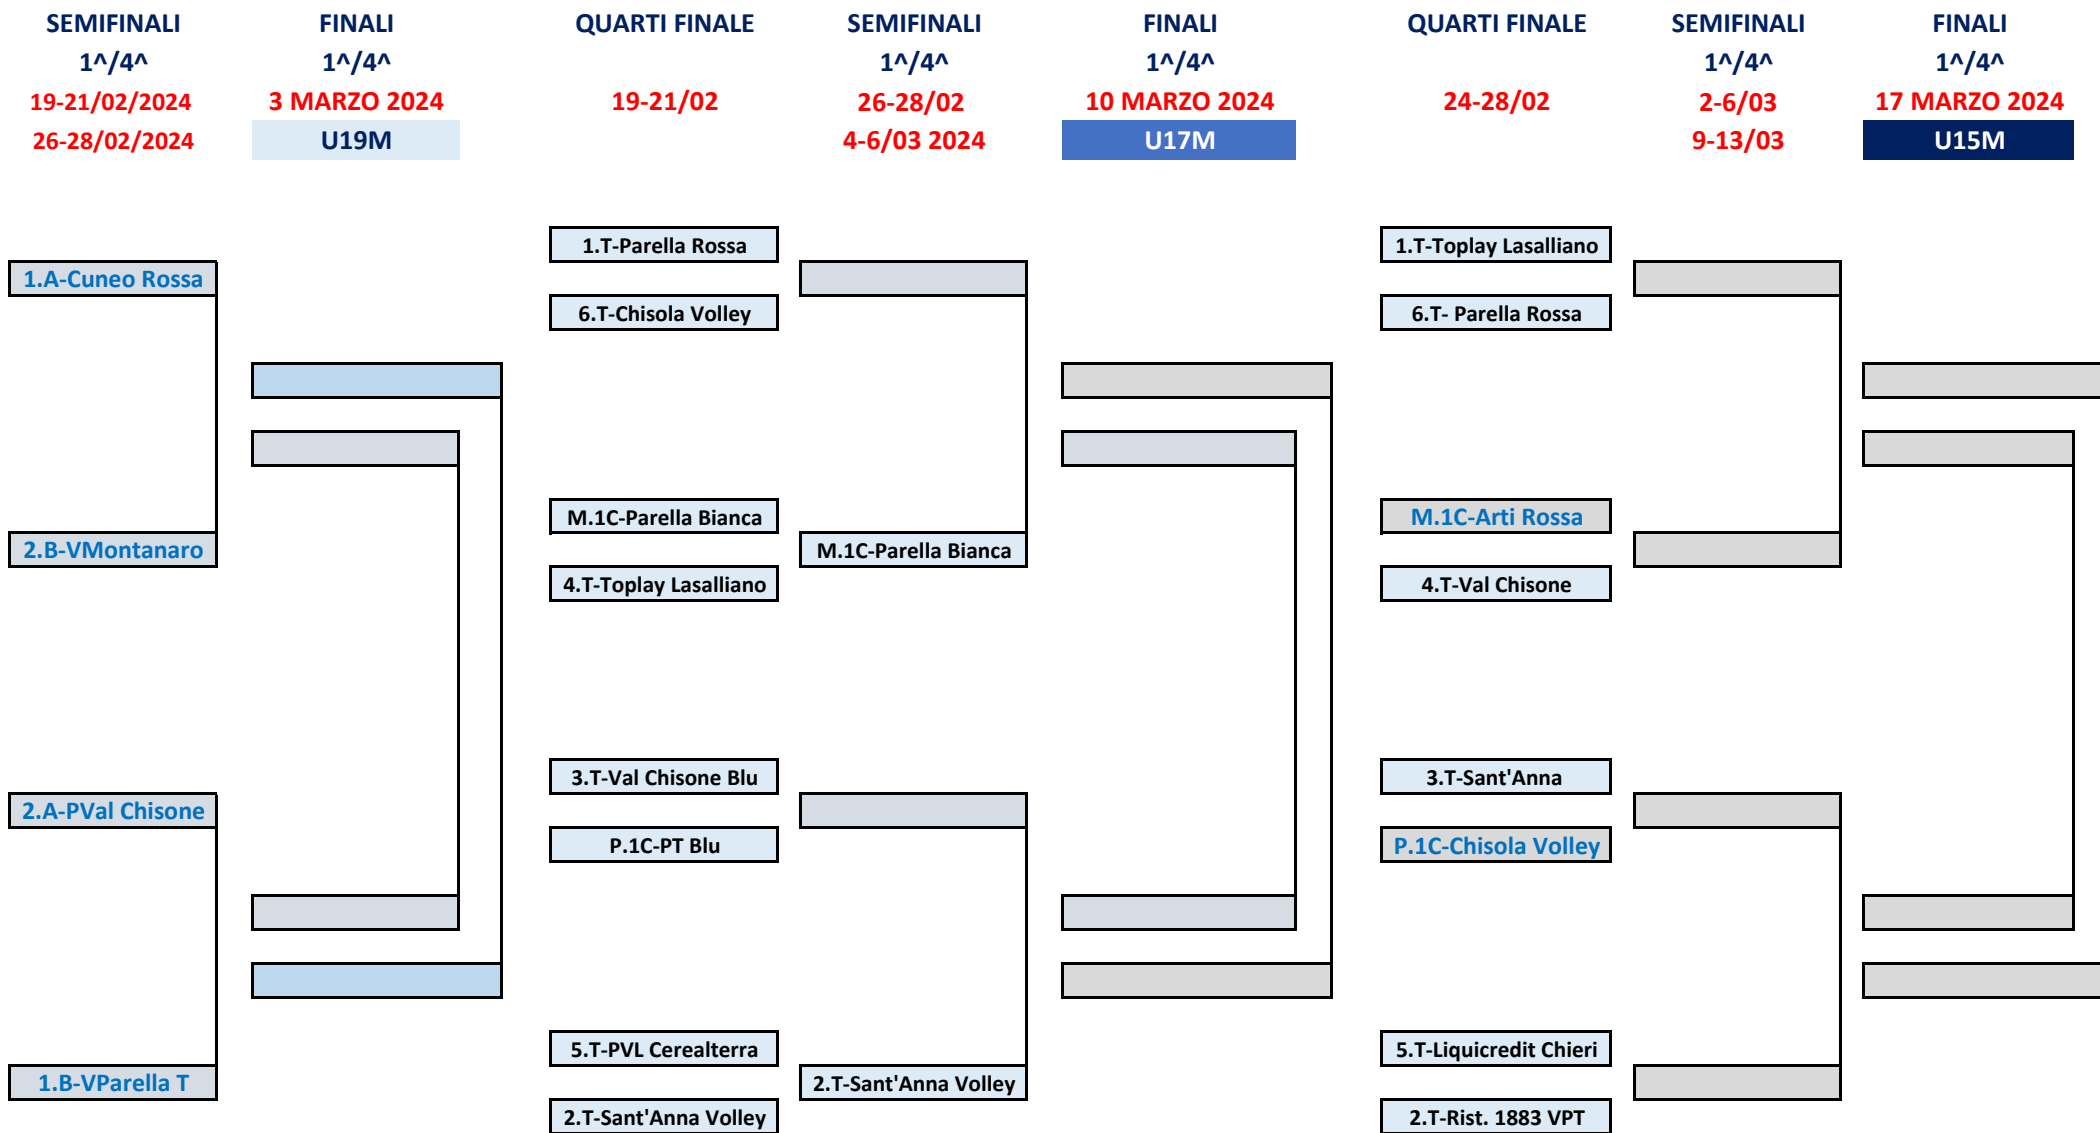 SEMIFINALI FINALI QUARTI FINALE SEMIFINALI FINALI QUARTI FINALE SEMIFINALI FINALI
1^/4^ 1^/4^ 1^/4^ 1^/4^ 1^/4^ 1^/4^
19-21/02/2024 3 MARZO 2024 19-21/02 26-28/02 10 MARZO 2024 24-28/02 2-6/03 17 MARZO 2024
26-28/02/2024 U19M 4-6/03 2024 U17M 9-13/03 U15M
1.T-Parella Rossa 1.T-Toplay Lasalliano
1.A-Cuneo Rossa
6.T-Chisola Volley 6.T- Parella Rossa
M.1C-Parella Bianca M.1C-Arti Rossa
2.B-VMontanaro M.1C-Parella Bianca
4.T-Toplay Lasalliano 4.T-Val Chisone
3.T-Val Chisone Blu 3.T-Sant'Anna
2.A-PVal Chisone
P.1C-PT Blu P.1C-Chisola Volley
5.T-PVL Cerealterra 5.T-Liquicredit Chieri
1.B-VParella T 2.T-Sant'Anna Volley
2.T-Sant'Anna Volley 2.T-Rist. 1883 VPT